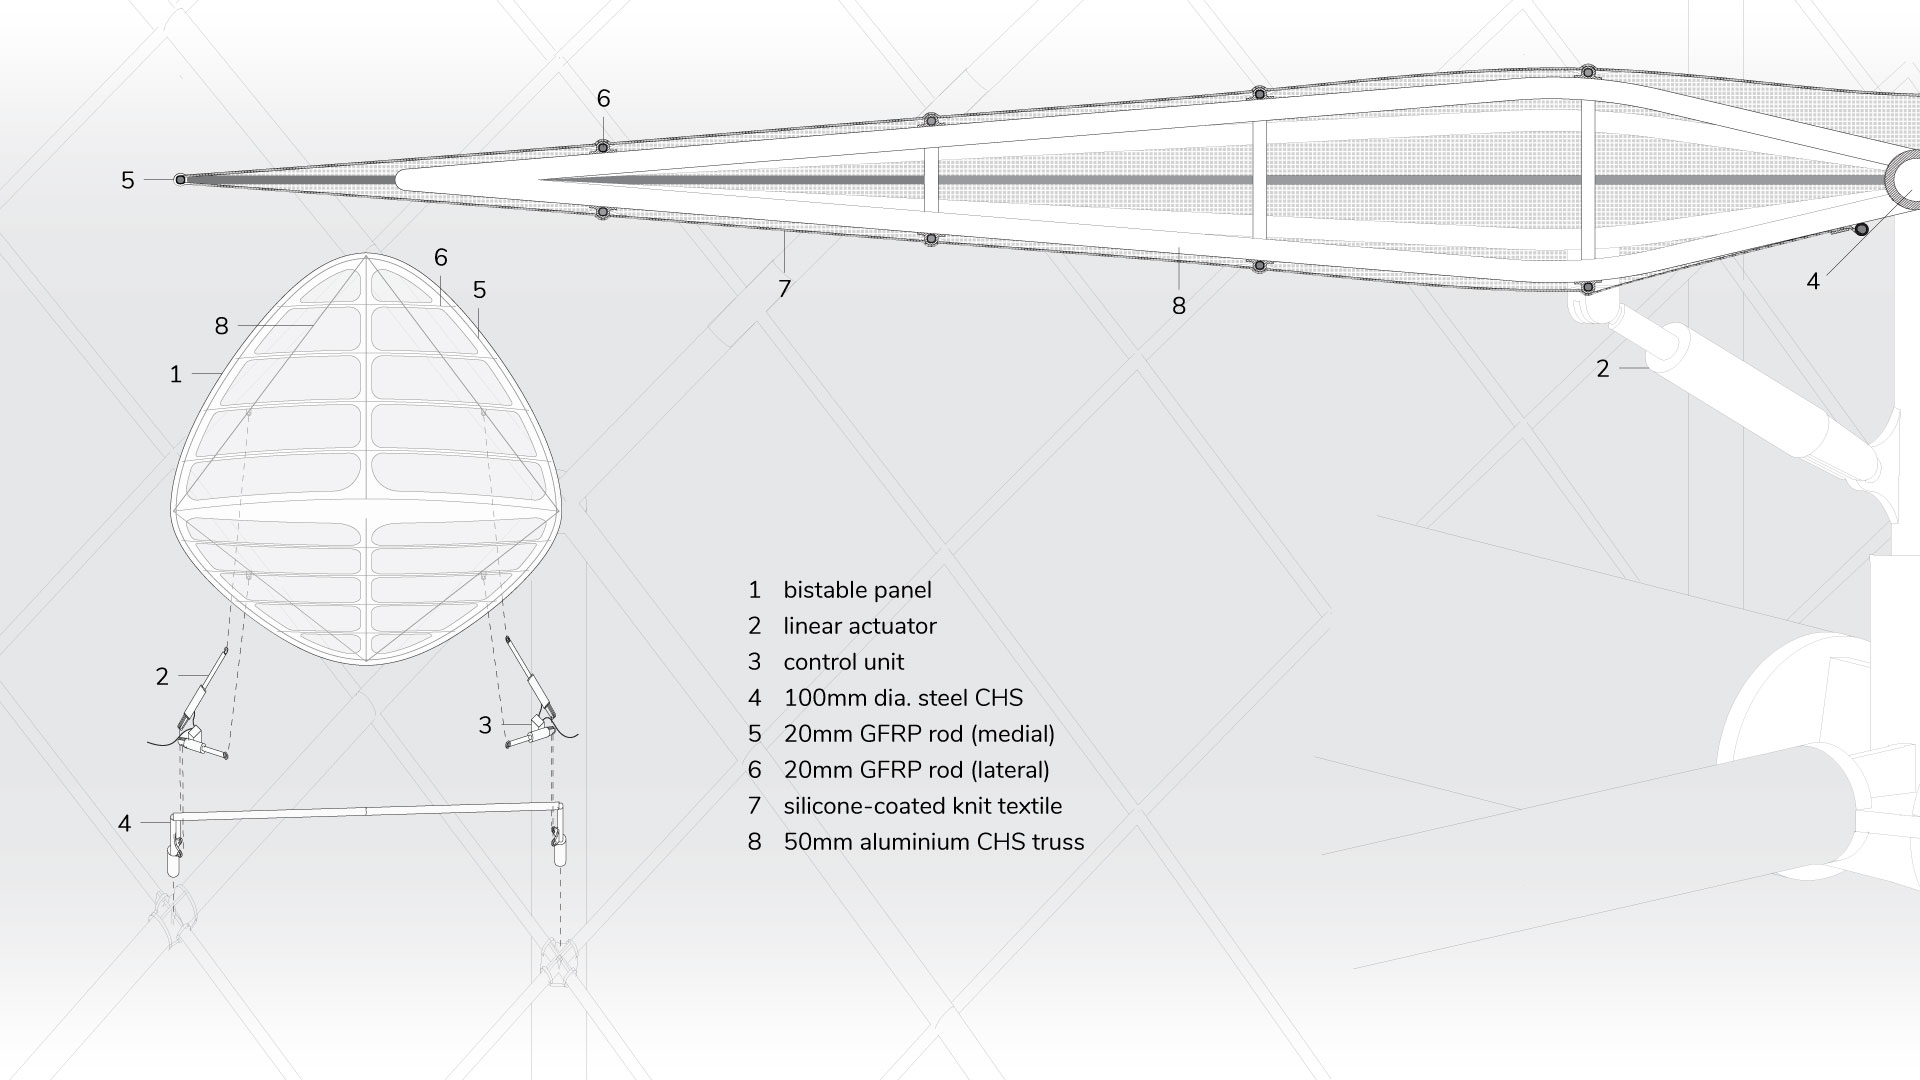 6
5
6
5
8
1
7
8
4
2
1 bistable panel
2 linear actuator
3 control unit
4 100mm dia. steel CHS
5 20mm GFRP rod (medial)
6 20mm GFRP rod (lateral)
7 silicone-coated knit textile
8 50mm aluminium CHS truss
2
3
4